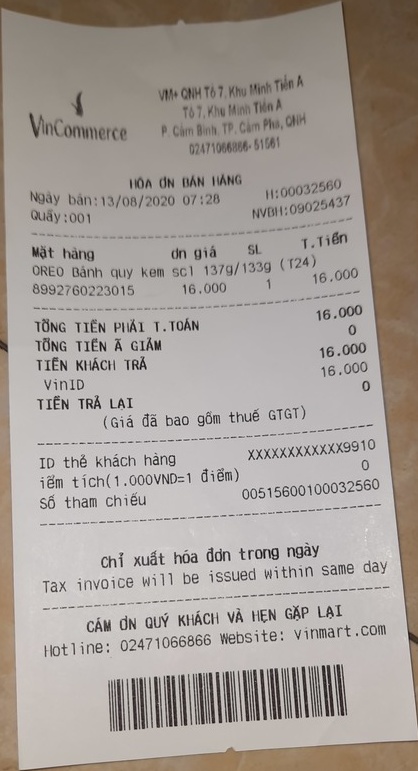 VinCommerce
VM+ QNH Tổ 7, Khu Minh Tiến A
Tổ 7, Khu Minh Tiến A
P. Cẩm Bình, TP. Cẩm Phả, QNH
02471066866-51561
HÓA ƠN BÁN HÀNG
Ngày bán:13/08/2020 07:28 H:00032560
Quầy:001 NVBH:09025437
Mặt hàng ơn giá SL T.Tiền
OREO Bánh quy kem scl 137g/133g (T24)
8992760223015 16.000 1 16.000
TỔNG TIỀN PHẢI T.TOÁN 16.000
TỔNG TIỀN Ã GIẢM 0
TIỀN KHÁCH TRẢ 16.000
VinID 16.000
TIỀN TRẢ LẠI 0
(Giá đã bao gồm thuế GTGT)
ID thẻ khách hàng XXXXXXXXXXXX9910
iểm tích(1.000VND=1 điểm) 0
Số tham chiếu 00515600100032560
Chỉ xuất hóa đơn trong ngày
Tax invoice will be issued within same day
CẢM ƠN QUÝ KHÁCH VÀ HẸN GẶP LẠI
Hotline: 02471066866 Website: vinmart.com